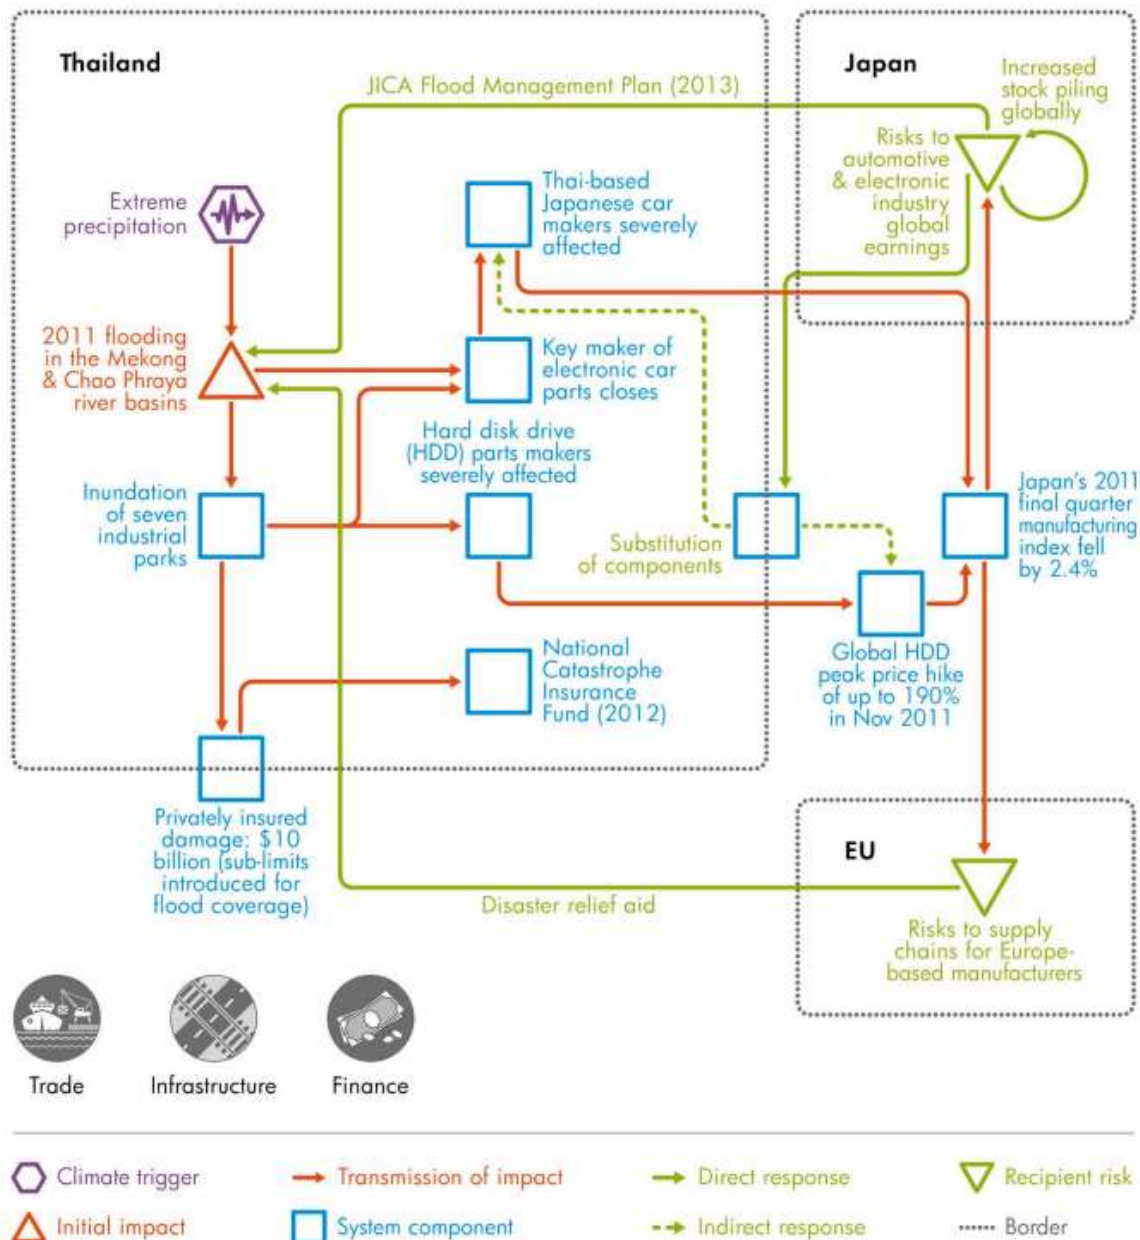 Thailand
Japan
JICA Flood Management Plan (2013)
Increased
stock piling
globally
Risks to
automotive
& electronic
industry
global
earnings
Extreme
precipitation
Thai-based
Japanese car
makers severely
affected
2011 flooding
in the Mekong
& Chao Phraya
river basins
Key maker of
electronic car
parts closes
Hard disk drive
(HDD) parts makers
severely affected
Inundation
of seven
industrial
parks
Substitution
of components
Japan's 2011
final quarter
manufacturing
index fell
by 2.4%
National
Catastrophe
Insurance
Fund (2012)
Global HDD
peak price hike
of up to 190%
in Nov 2011
Privately insured
damage: $10
billion (sub-limits
introduced for
flood coverage)
EU
Disaster relief aid
Risks to supply
chains for Europe-
based manufacturers
Trade
Infrastructure
Finance
Climate trigger
Transmission of impact
Direct response
Recipient risk
Initial impact
System component
Indirect response
Border